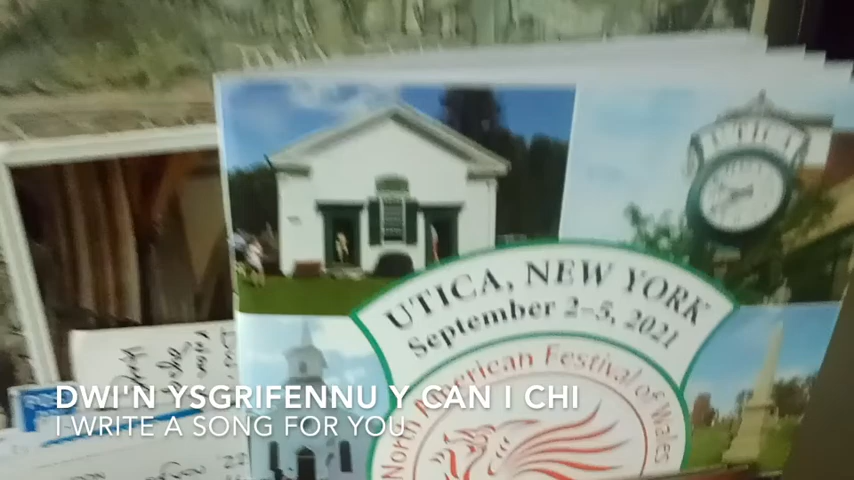 UTICA
UTICA, NEW YORK
September 2–5, 2021
North American Festival of Wales
DWI'N YSGRIFENNU Y CAN I CHI
I WRITE A SONG FOR YOU